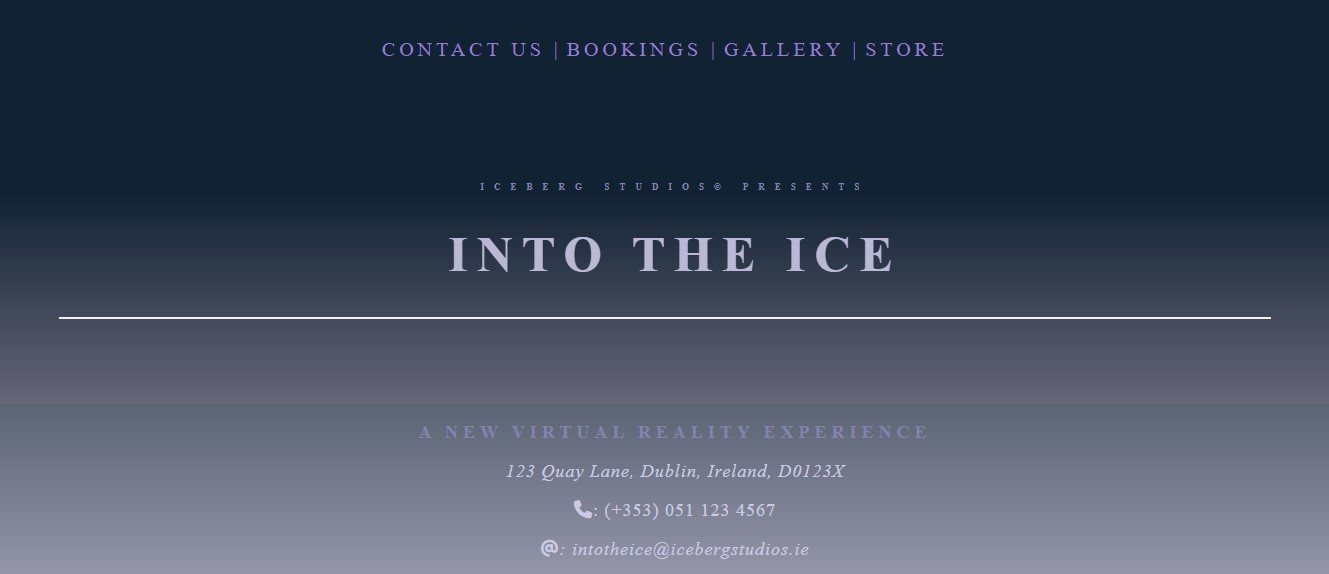 CONTACT US | BOOKINGS | GALLERY | STORE
ICEBERG STUDIOS© PRESENTS
INTO THE ICE
A NEW VIRTUAL REALITY EXPERIENCE
123 Quay Lane, Dublin, Ireland, D0123X
: (+353) 051 123 4567
@: intotheice@icebergstudios.ie